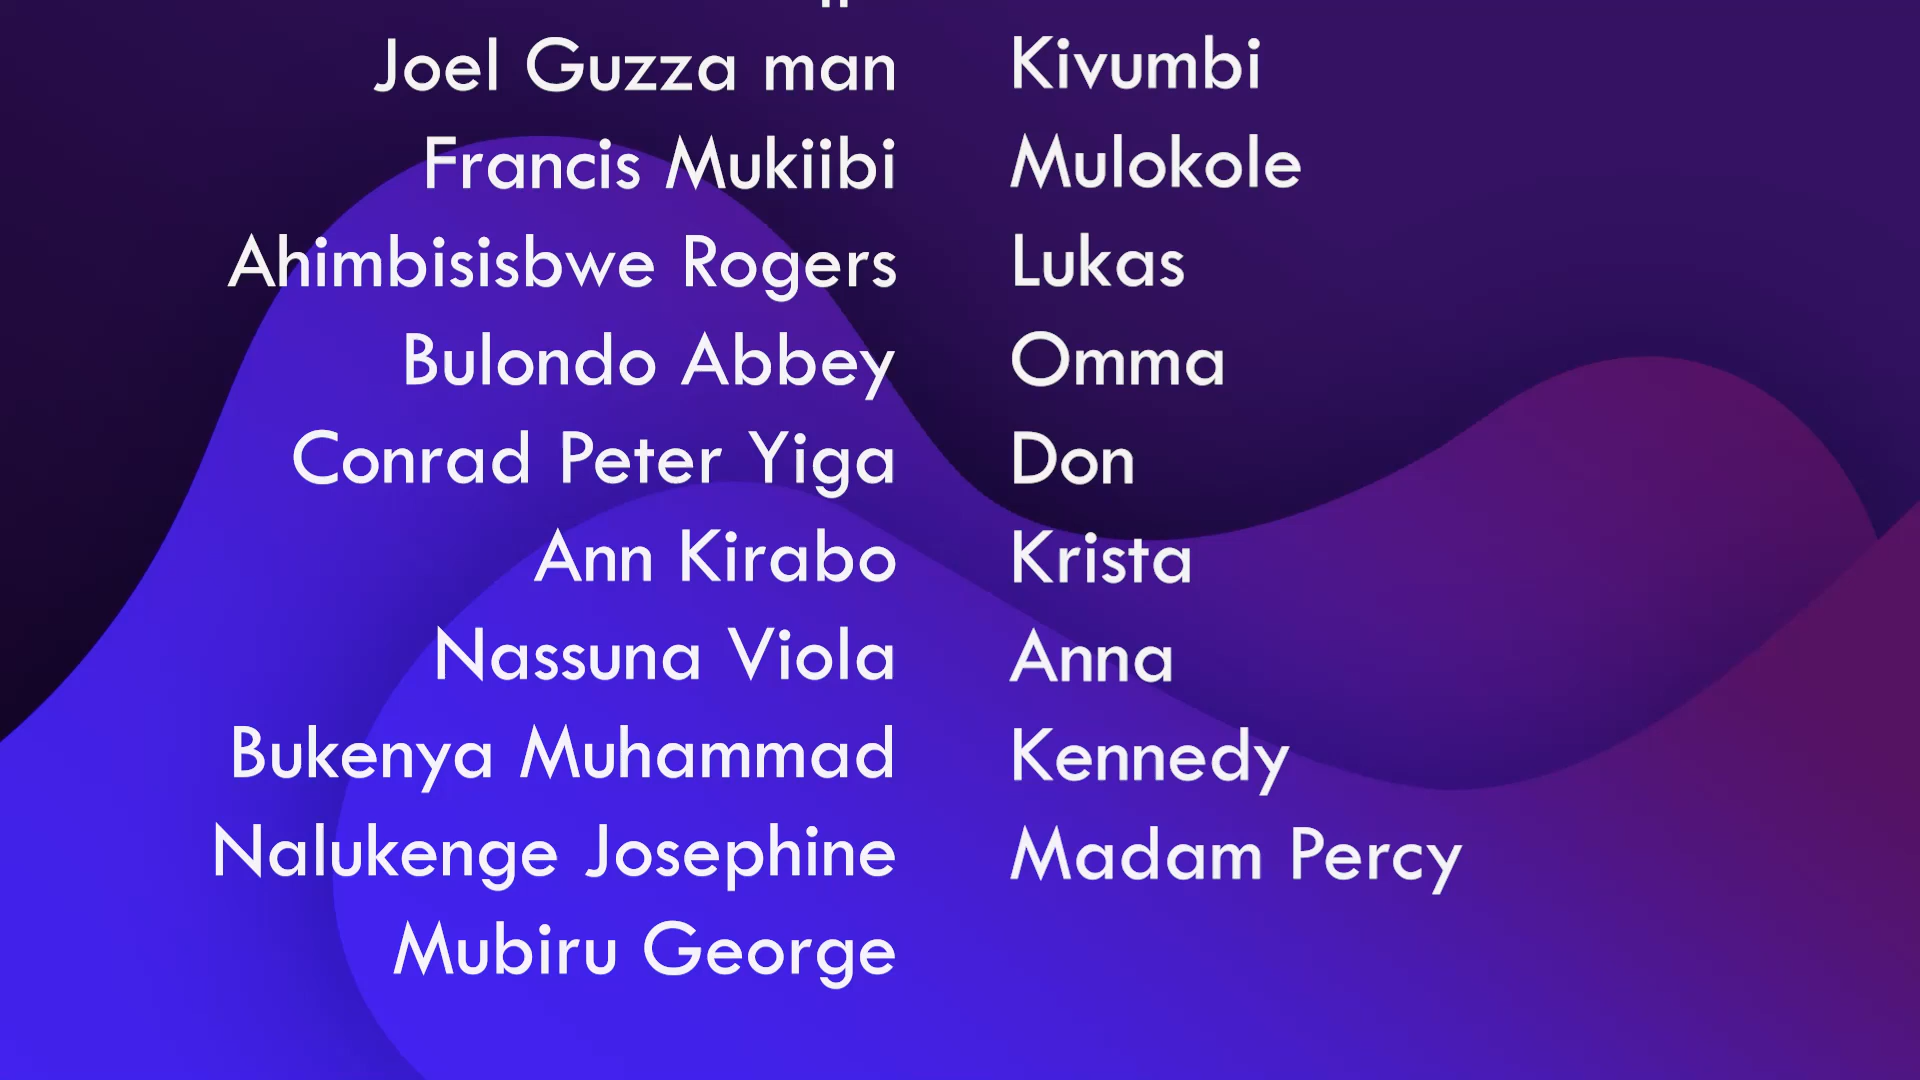 Joel Guzza man Kivumbi
Francis Mukiibi Mulokole
Ahimbisisbwe Rogers Lukas
Bulondo Abbey Omma
Conrad Peter Yiga Don
Ann Kirabo Krista
Nassuna Viola Anna
Bukenya Muhammad Kennedy
Nalukenge Josephine Madam Percy
Mubiru George